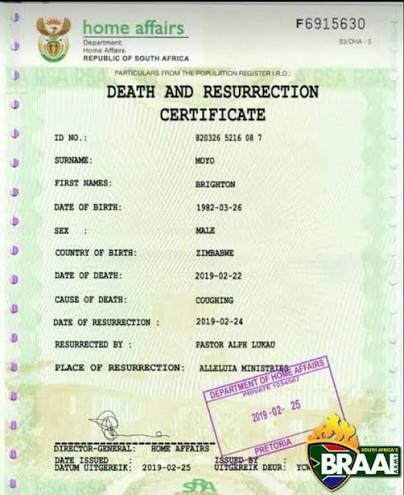 home affairs
F6915630
Department:
Home Affairs
REPUBLIC OF SOUTH AFRICA
83/DHA - 5
PARTICULARS FROM THE POPULATION REGISTER I.R.O.:
DEATH AND RESURRECTION
CERTIFICATE
ID NO.: 820326 5216 08 7
SURNAME: MOYO
FIRST NAMES: BRIGHTON
DATE OF BIRTH: 1982-03-26
SEX : MALE
COUNTRY OF BIRTH: ZIMBABWE
DATE OF DEATH: 2019-02-22
CAUSE OF DEATH: COUGHING
DATE OF RESURRECTION : 2019-02-24
RESURRECTED BY : PASTOR ALPH LUKAU
PLACE OF RESURRECTION: ALLELUIA MINISTRIES
DEPARTMENT OF HOME AFFAIRS
PRIVATE 1234567
2019 -02- 25
PRETORIA
DIRECTOR-GENERAL: HOME AFFAIRS
DATE ISSUED ISSUED BY
DATUM UITGEREIK: 2019-02-25 UITGEREIK DEUR:
SOUTH AFRICA'S
BRAAI